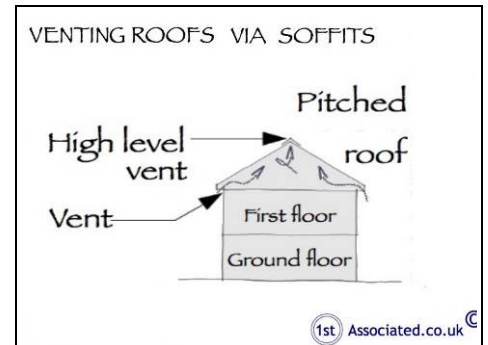 VENTING ROOFS VIA SOFFITS
Pitched
roof
High level
vent
Vent
First floor
Ground floor
1st Associated.co.uk ©